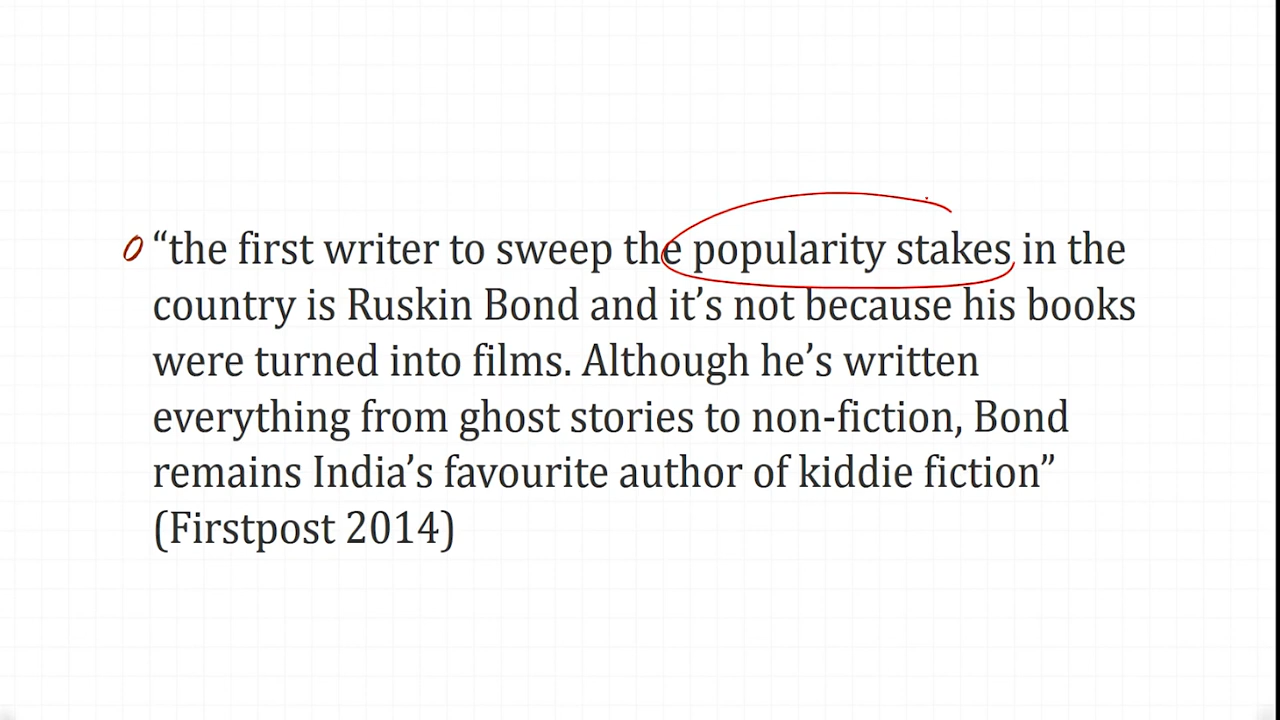 “the first writer to sweep the popularity stakes in the
country is Ruskin Bond and it’s not because his books
were turned into films. Although he’s written
everything from ghost stories to non-fiction, Bond
remains India’s favourite author of kiddie fiction”
(Firstpost 2014)